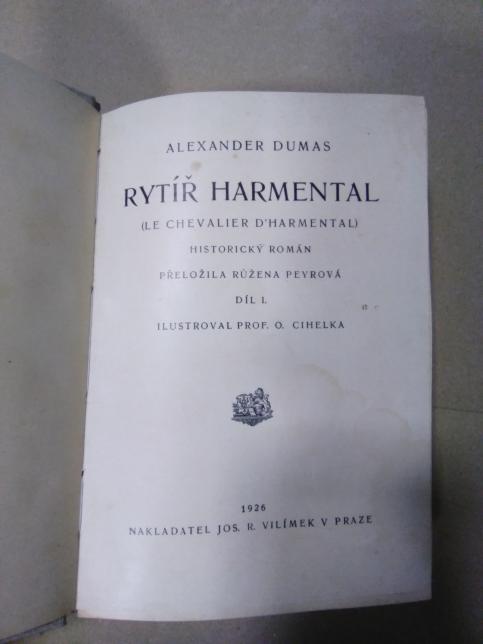 ALEXANDER DUMAS
RYTÍŘ HARMENTAL
(LE CHEVALIER D'HARMENTAL)
HISTORICKÝ ROMÁN
PŘELOŽILA RŮŽENA PEYROVÁ
DÍL I.
ILUSTROVAL PROF. O. CIHELKA
1926
NAKLADATEL JOS. R. VILÍMEK V PRAZE